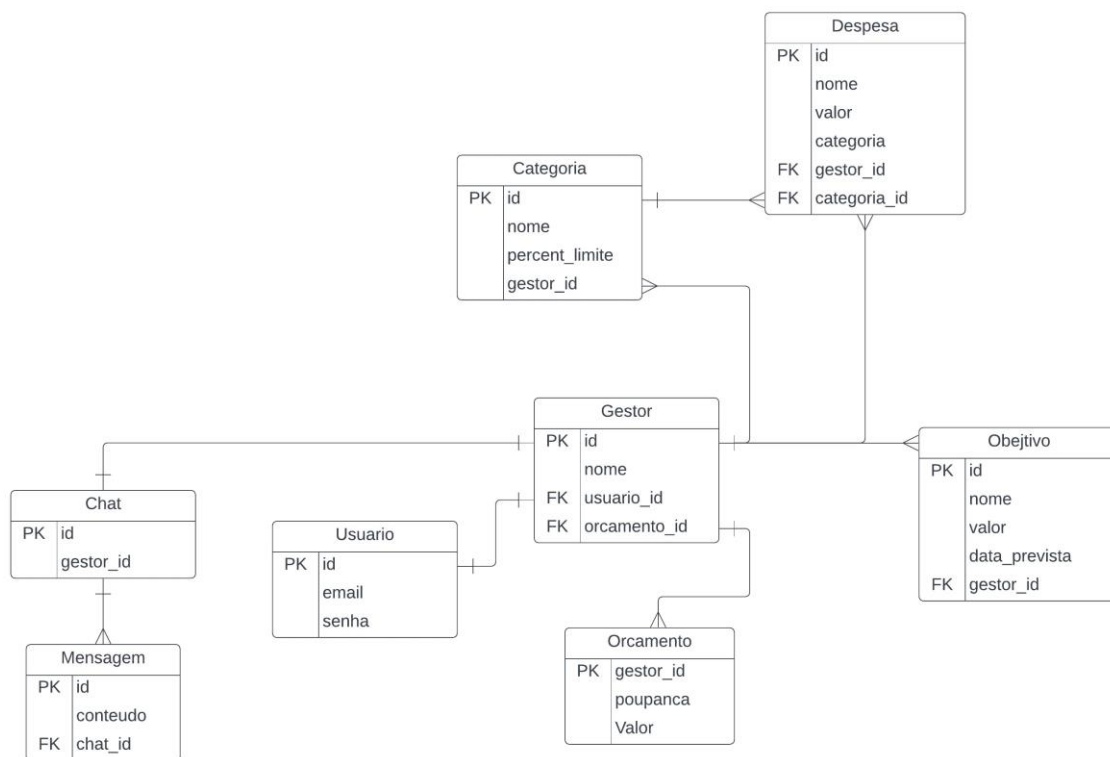 Despesa
PK id
nome
valor
categoria
FK gestor_id
FK categoria_id
Categoria
PK id
nome
percent_limite
gestor_id
Gestor
PK id
nome
FK usuario_id
FK orcamento_id
Obejtivo
PK id
nome
valor
data_prevista
FK gestor_id
Chat
PK id
gestor_id
Usuario
PK id
email
senha
Orcamento
PK gestor_id
poupanca
Valor
Mensagem
PK id
conteudo
FK chat_id